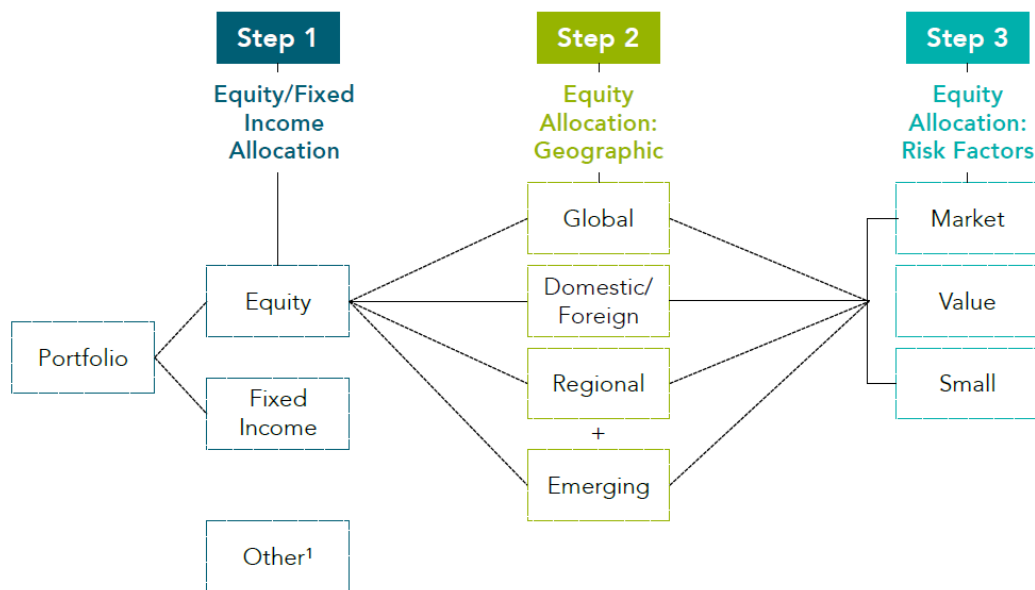 Step 1
Step 2
Step 3
Equity/Fixed
Income
Allocation
Equity
Allocation:
Geographic
Equity
Allocation:
Risk Factors
Portfolio
Equity
Fixed
Income
Other¹
Global
Domestic/
Foreign
Regional
+
Emerging
Market
Value
Small